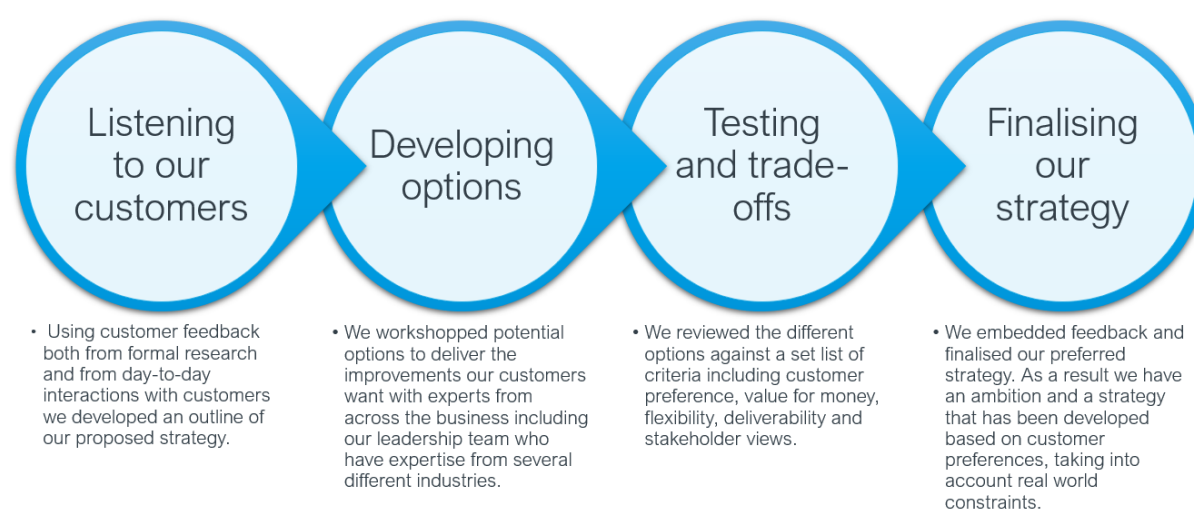 Listening
to our
customers
Developing
options
Testing
and trade-
offs
Finalising
our
strategy
• Using customer feedback
both from formal research
and from day-to-day
interactions with customers
we developed an outline of
our proposed strategy.
• We workshopped potential
options to deliver the
improvements our customers
want with experts from
across the business including
our leadership team who
have expertise from several
different industries.
• We reviewed the different
options against a set list of
criteria including customer
preference, value for money,
flexibility, deliverability and
stakeholder views.
• We embedded feedback and
finalised our preferred
strategy. As a result we have
an ambition and a strategy
that has been developed
based on customer
preferences, taking into
account real world
constraints.